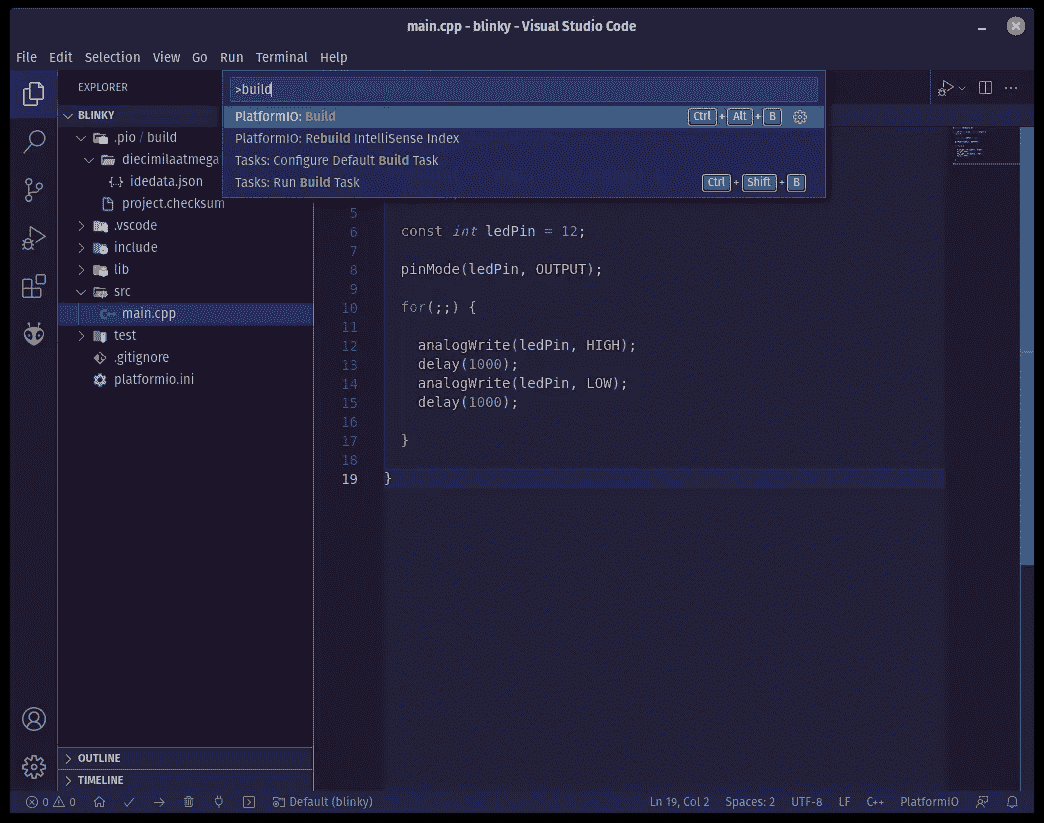 main.cpp - blinky - Visual Studio Code
File Edit Selection View Go Run Terminal Help
EXPLORER
>build
BLINKY
PlatformIO: Build Ctrl + Alt + B
PlatformIO: Rebuild IntelliSense Index
Tasks: Configure Default Build Task
Tasks: Run Build Task Ctrl + Shift + B
.pio / build
diecimilaatmega
{..} idedata.json
project.checksum
.vscode
include
lib
src
C++ main.cpp
test
.gitignore
platformio.ini
5
6 const int ledPin = 12;
7
8 pinMode(ledPin, OUTPUT);
9
10 for(;;) {
11
12 analogWrite(ledPin, HIGH);
13 delay(1000);
14 analogWrite(ledPin, LOW);
15 delay(1000);
16
17 }
18
19 }
OUTLINE
TIMELINE
0 0 Default (blinky) Ln 19, Col 2 Spaces: 2 UTF-8 LF C++ PlatformIO